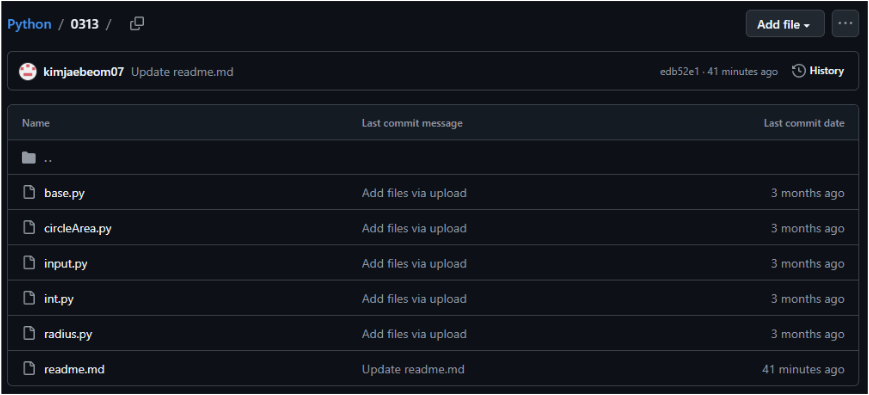 Python / 0313 /
Add file
...
kimjaebeom07 Update readme.md
edb52e1 · 41 minutes ago
History
Name Last commit message Last commit date
..
base.py Add files via upload 3 months ago
circleArea.py Add files via upload 3 months ago
input.py Add files via upload 3 months ago
int.py Add files via upload 3 months ago
radius.py Add files via upload 3 months ago
readme.md Update readme.md 41 minutes ago